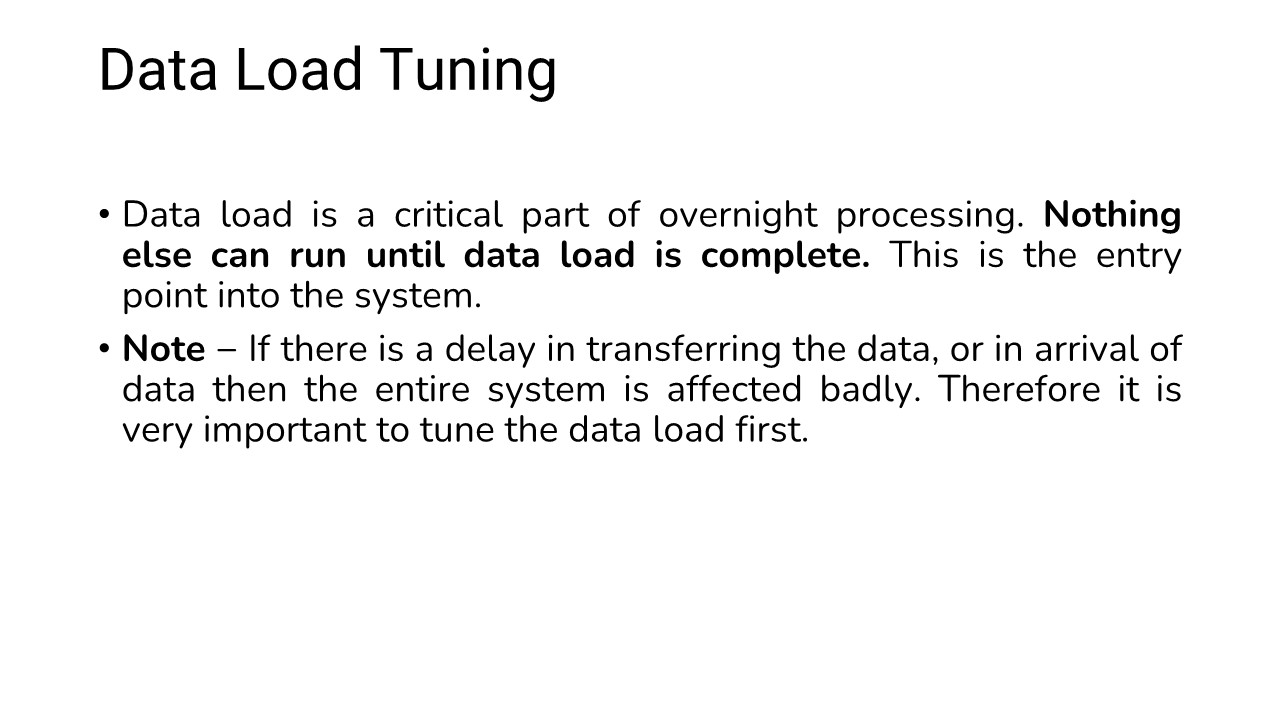 Data Load Tuning
• Data load is a critical part of overnight processing. Nothing
else can run until data load is complete. This is the entry
point into the system.
• Note – If there is a delay in transferring the data, or in arrival of
data then the entire system is affected badly. Therefore it is
very important to tune the data load first.